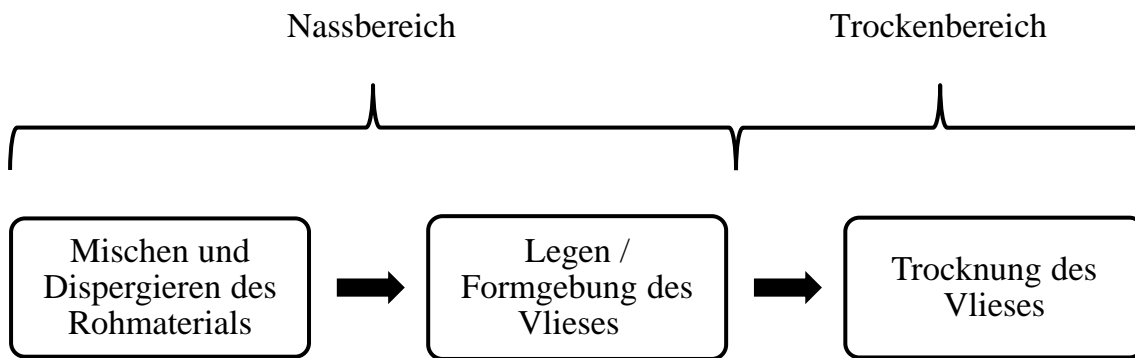 Nassbereich
Trockenbereich
Mischen und
Dispergieren des
Rohmaterials
Legen /
Formgebung des
Vlieses
Trocknung des
Vlieses